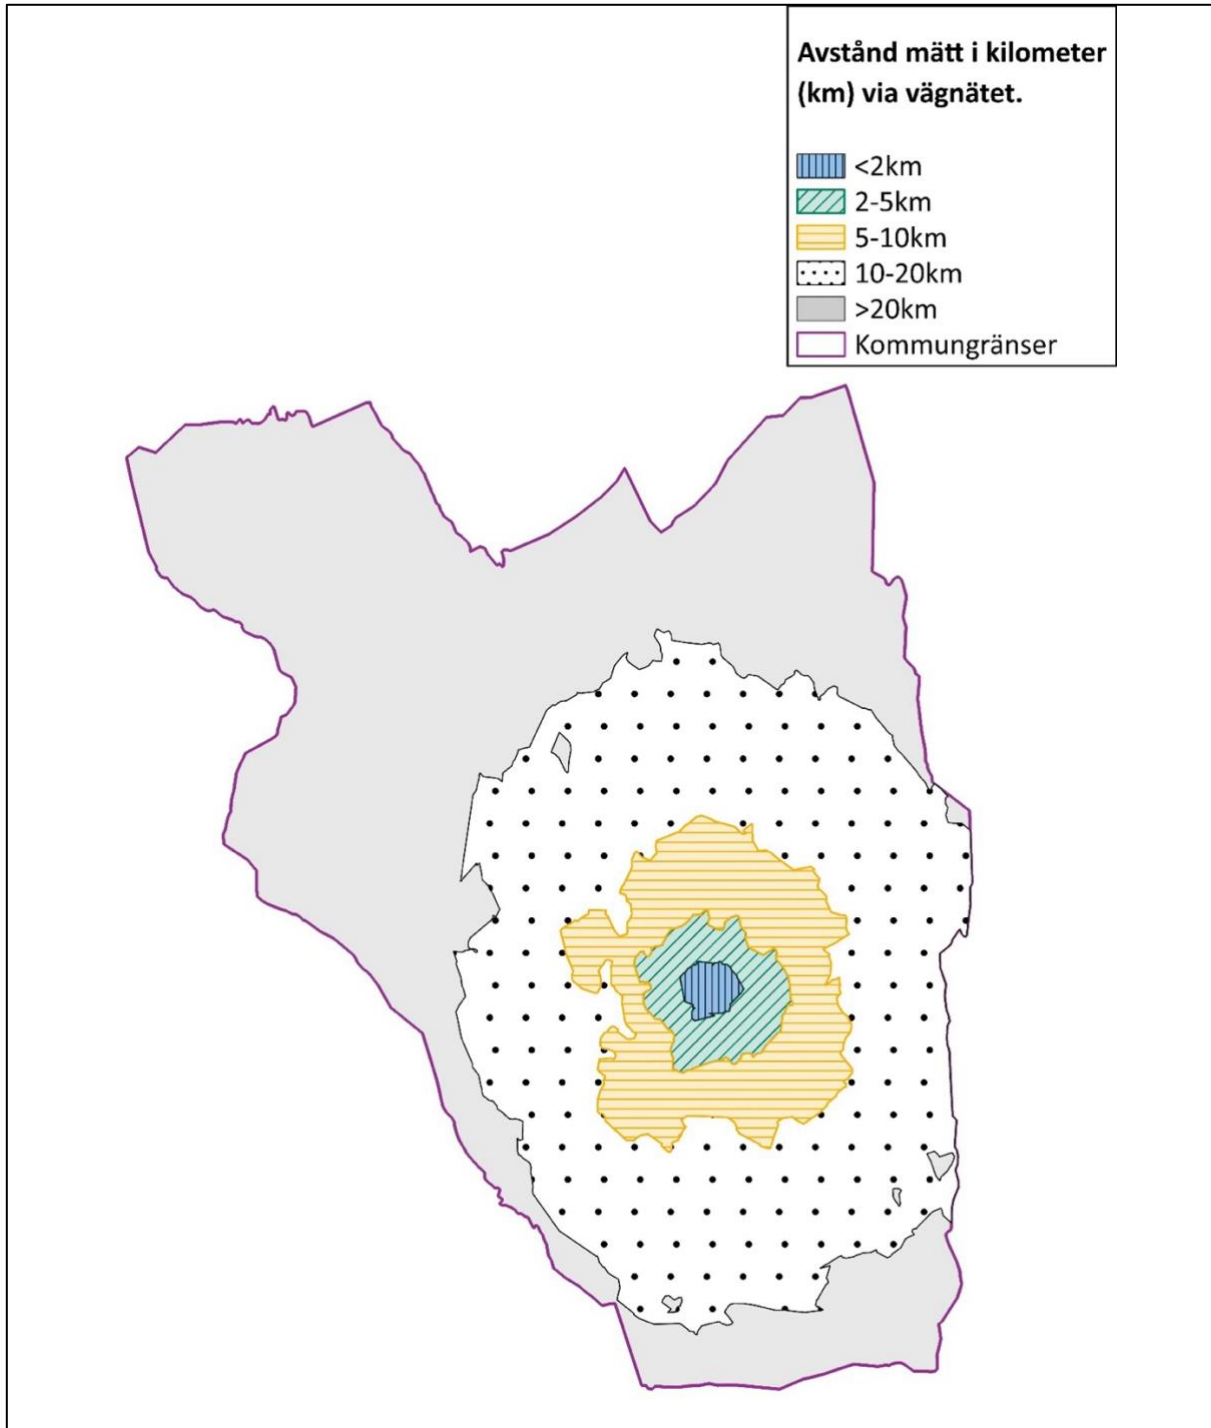 Avstånd mätt i kilometer
(km) via vägnätet.
<2km
2-5km
5-10km
10-20km
>20km
Kommungränser